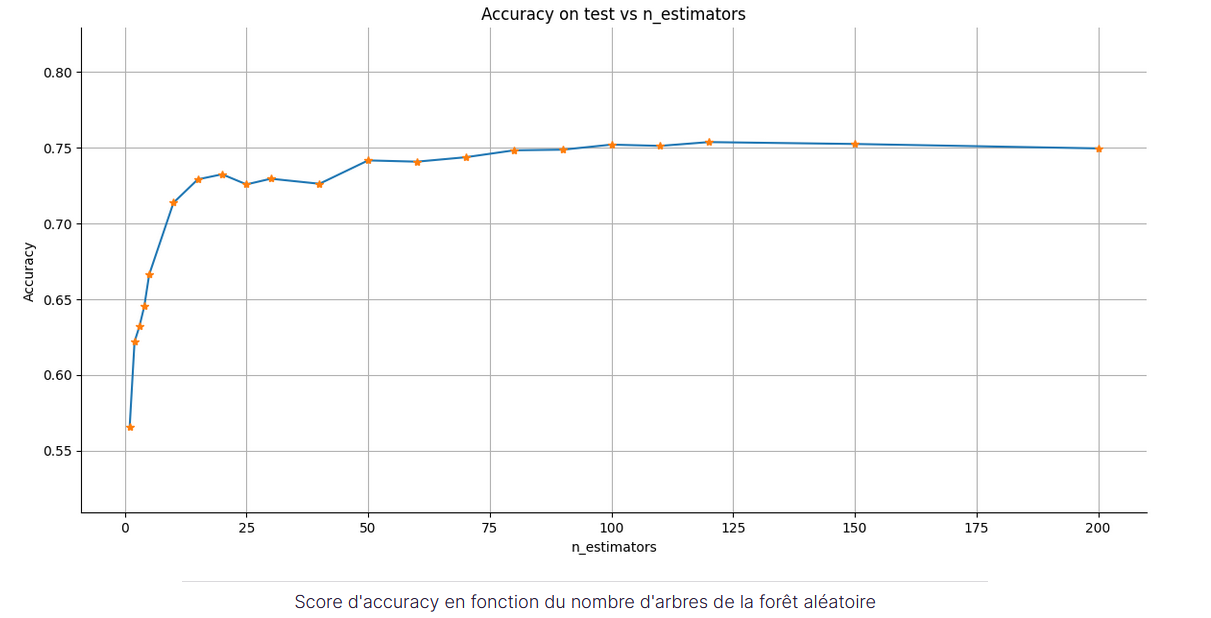 Accuracy on test vs n_estimators
0.80
0.75
0.70
0.65
0.60
0.55
Accuracy
0 25 50 75 100 125 150 175 200
n_estimators
Score d'accuracy en fonction du nombre d'arbres de la forêt aléatoire